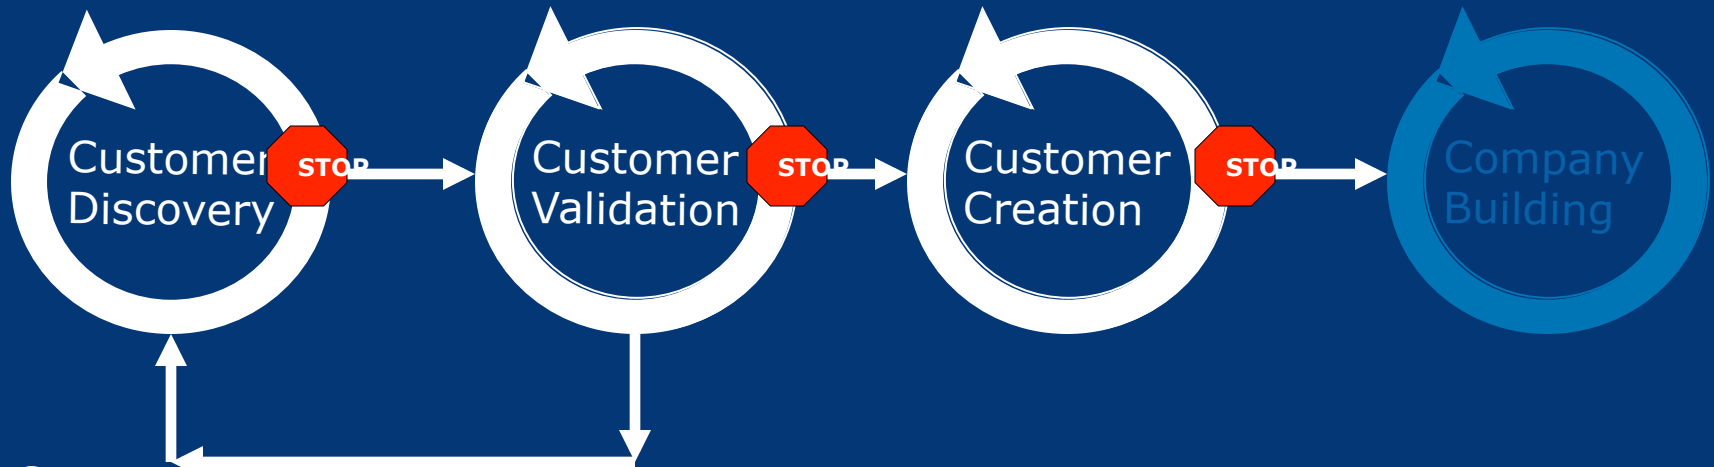 Customer
Discovery
STOP
Customer
Validation
STOP
Customer
Creation
STOP
Company
Building